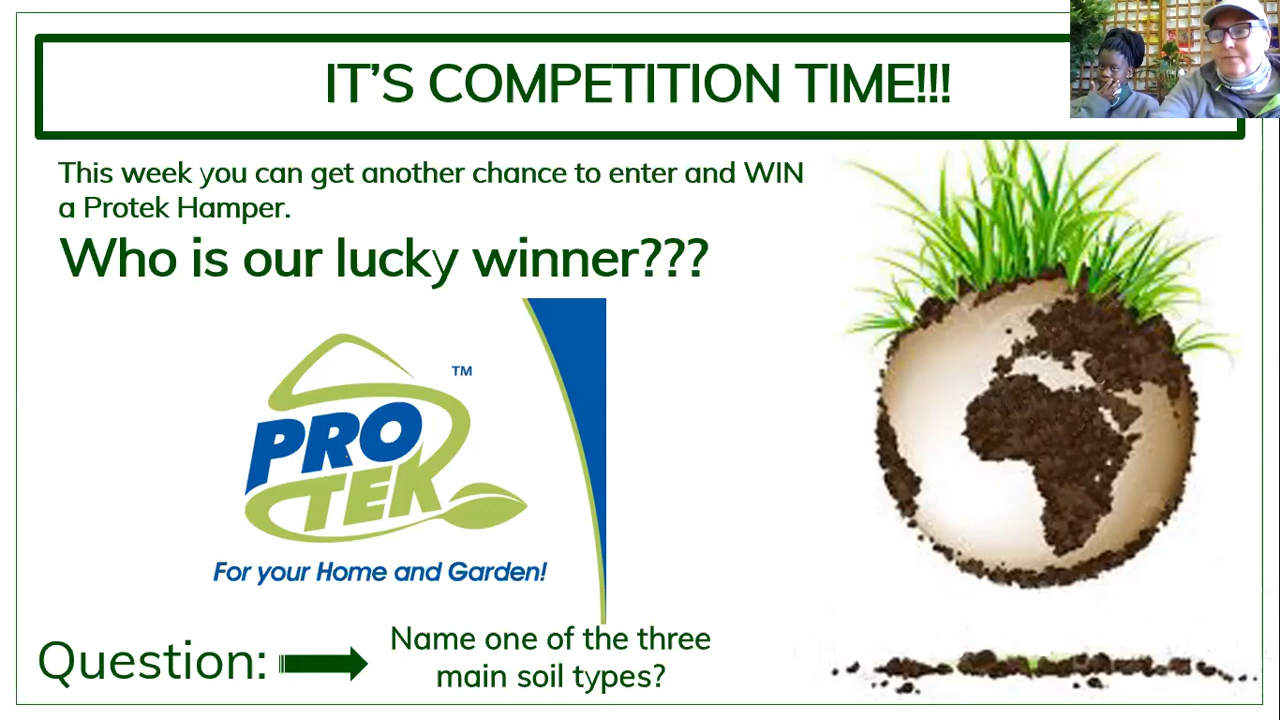 IT'S COMPETITION TIME!!!
This week you can get another chance to enter and WIN
a Protek Hamper.
Who is our lucky winner???
PRO
TEK
TM
For your Home and Garden!
Question:
Name one of the three
main soil types?